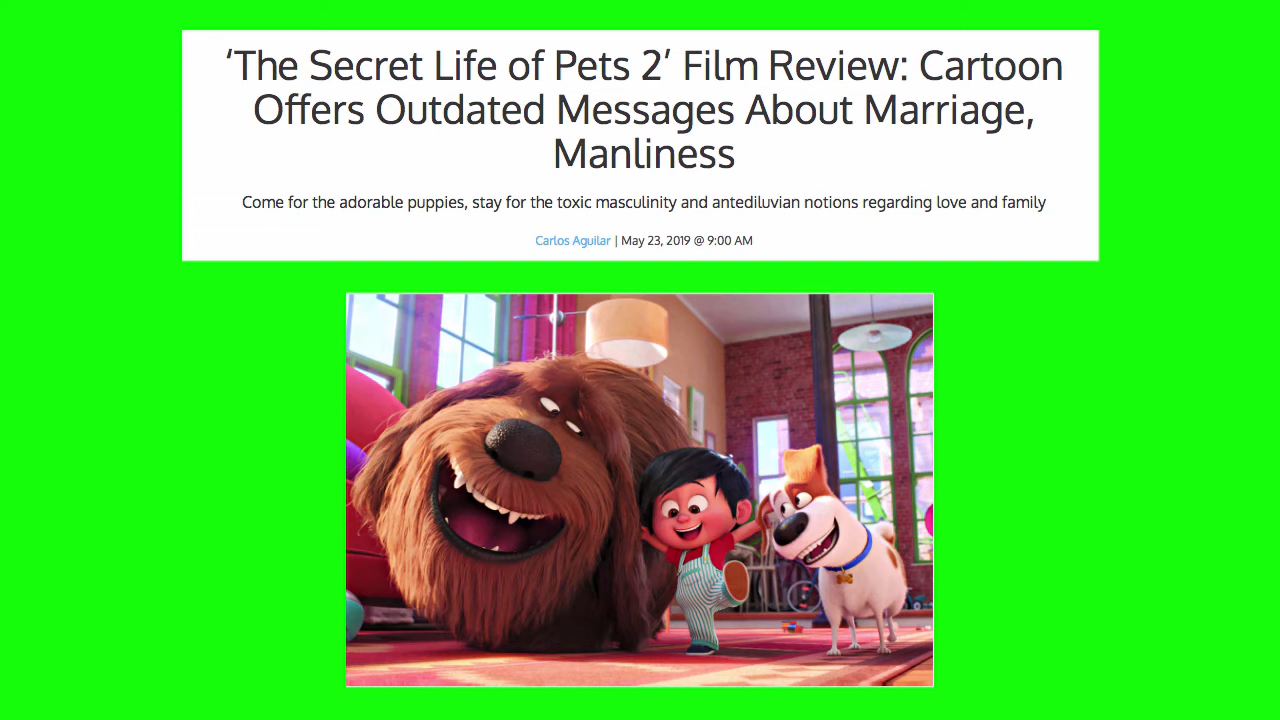 ‘The Secret Life of Pets 2’ Film Review: Cartoon
Offers Outdated Messages About Marriage,
Manliness
Come for the adorable puppies, stay for the toxic masculinity and antediluvian notions regarding love and family
Carlos Aguilar | May 23, 2019 @ 9:00 AM